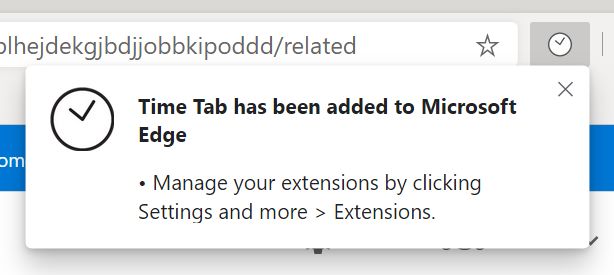 olhejdekgjbdjjobbkipoddd/related
Time Tab has been added to Microsoft
Edge
om
• Manage your extensions by clicking
Settings and more > Extensions.